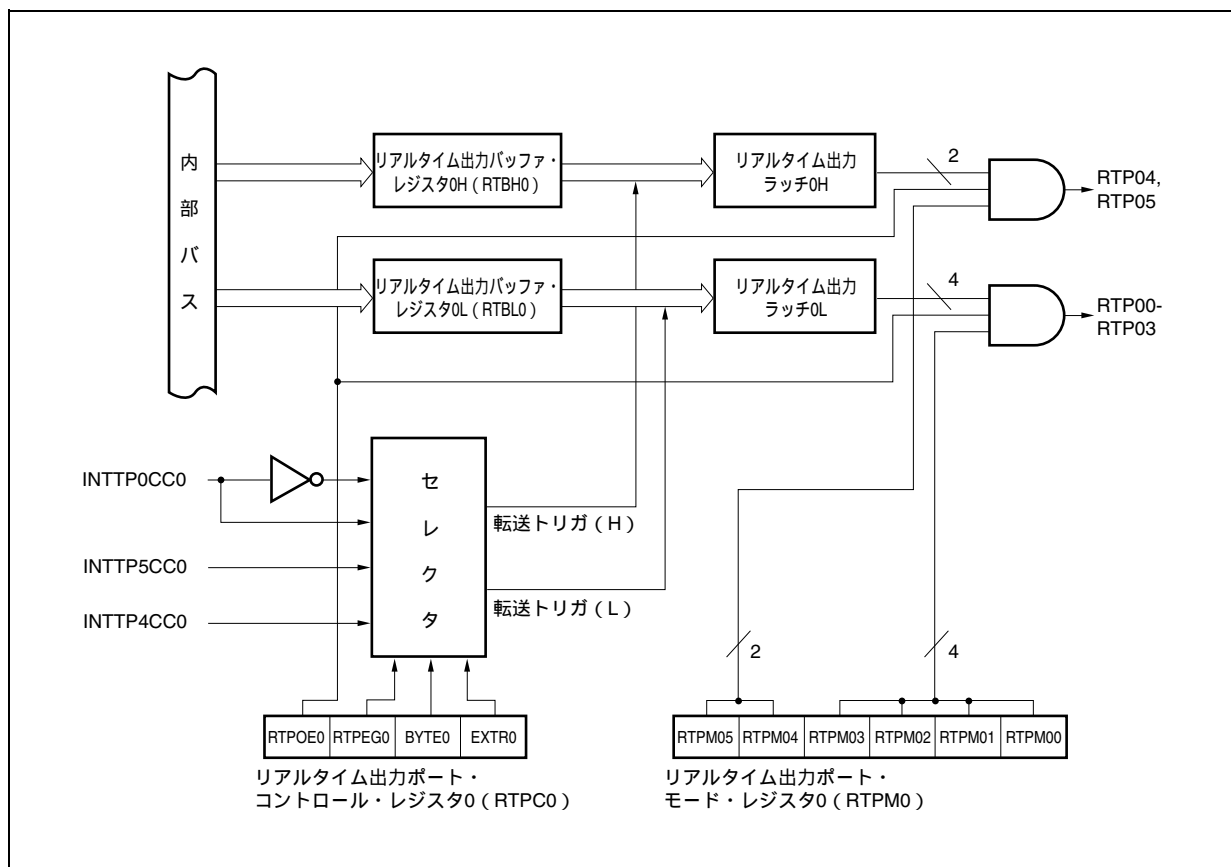 内部バス
リアルタイム出力バッファ・
レジスタ0H(RTBH0)
リアルタイム出力
ラッチ0H
2
RTP04,
RTP05
リアルタイム出力バッファ・
レジスタ0L(RTBL0)
リアルタイム出力
ラッチ0L
4
RTP00-
RTP03
INTTP0CC0
INTTP5CC0
INTTP4CC0
セレクタ
転送トリガ(H)
転送トリガ(L)
2
4
RTPOE0 RTPEG0 BYTE0 EXTR0
リアルタイム出力ポート・
コントロール・レジスタ0(RTPC0)
RTPM05 RTPM04 RTPM03 RTPM02 RTPM01 RTPM00
リアルタイム出力ポート・
モード・レジスタ0(RTPM0)